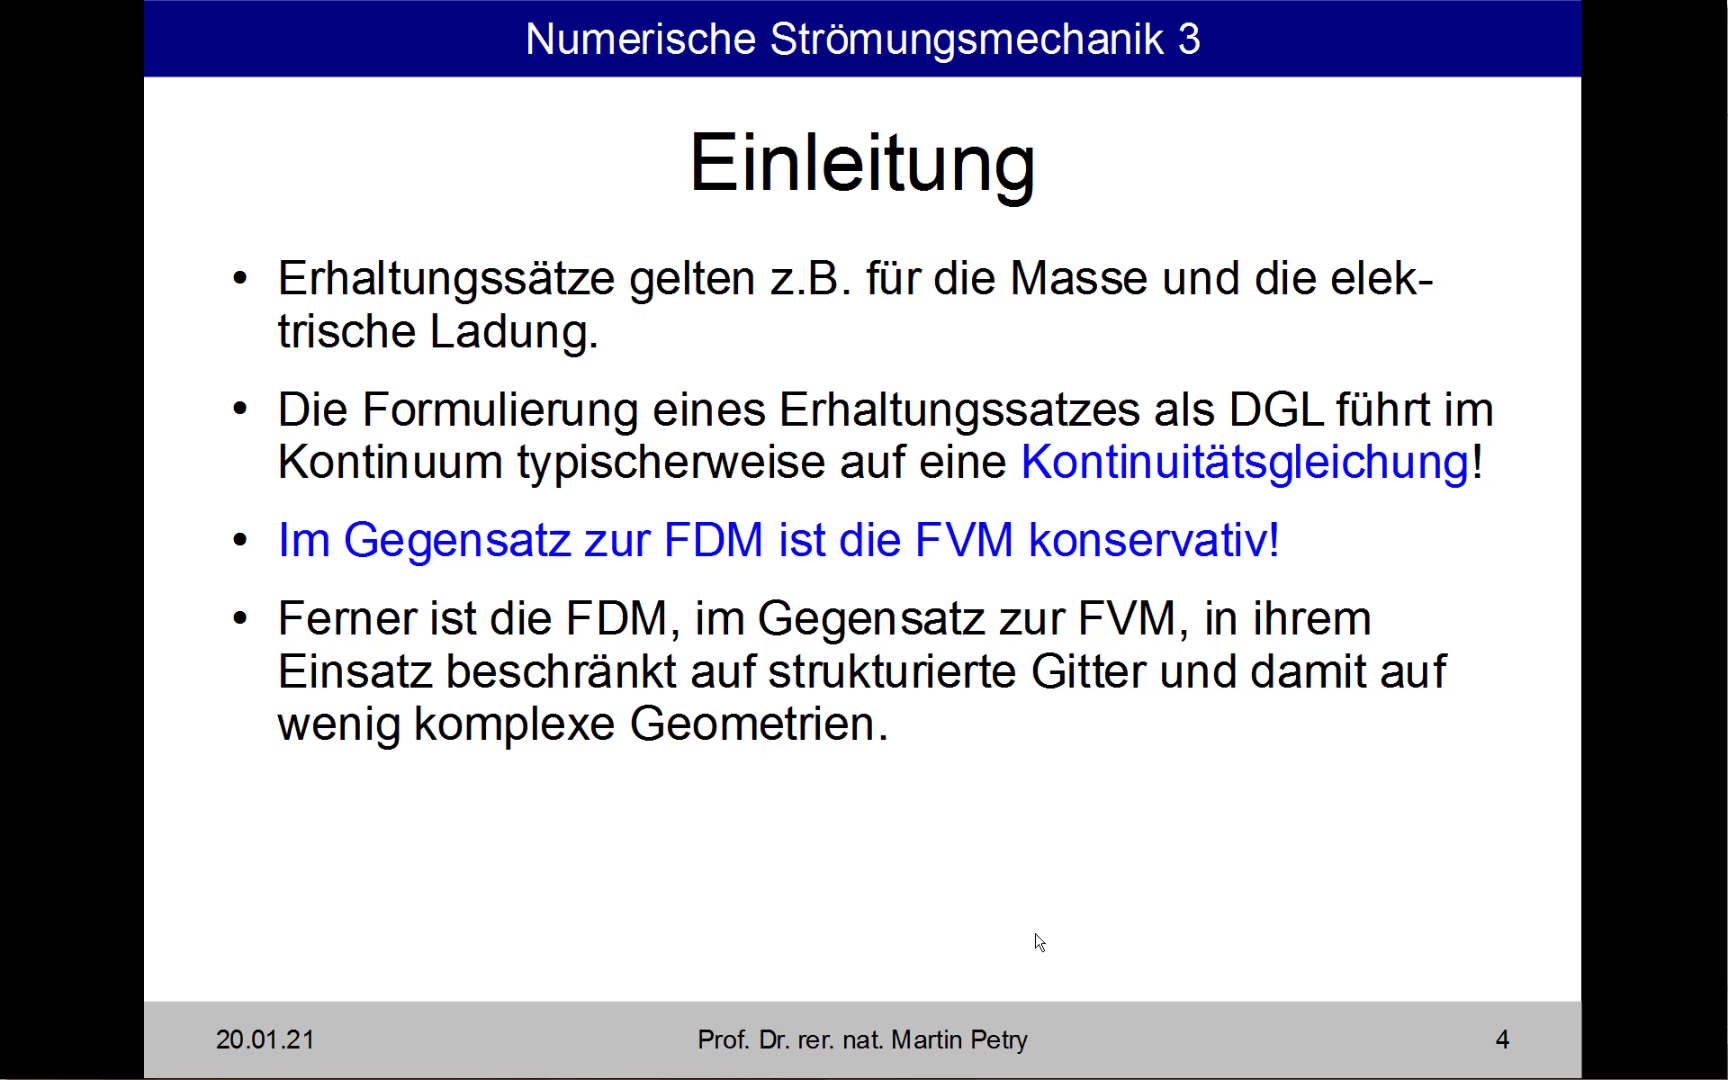 Numerische Strömungsmechanik 3
Einleitung
• Erhaltungssätze gelten z.B. für die Masse und die elek-
trische Ladung.
• Die Formulierung eines Erhaltungssatzes als DGL führt im
Kontinuum typischerweise auf eine Kontinuitätsgleichung!
• Im Gegensatz zur FDM ist die FVM konservativ!
• Ferner ist die FDM, im Gegensatz zur FVM, in ihrem
Einsatz beschränkt auf strukturierte Gitter und damit auf
wenig komplexe Geometrien.
20.01.21 Prof. Dr. rer. nat. Martin Petry 4